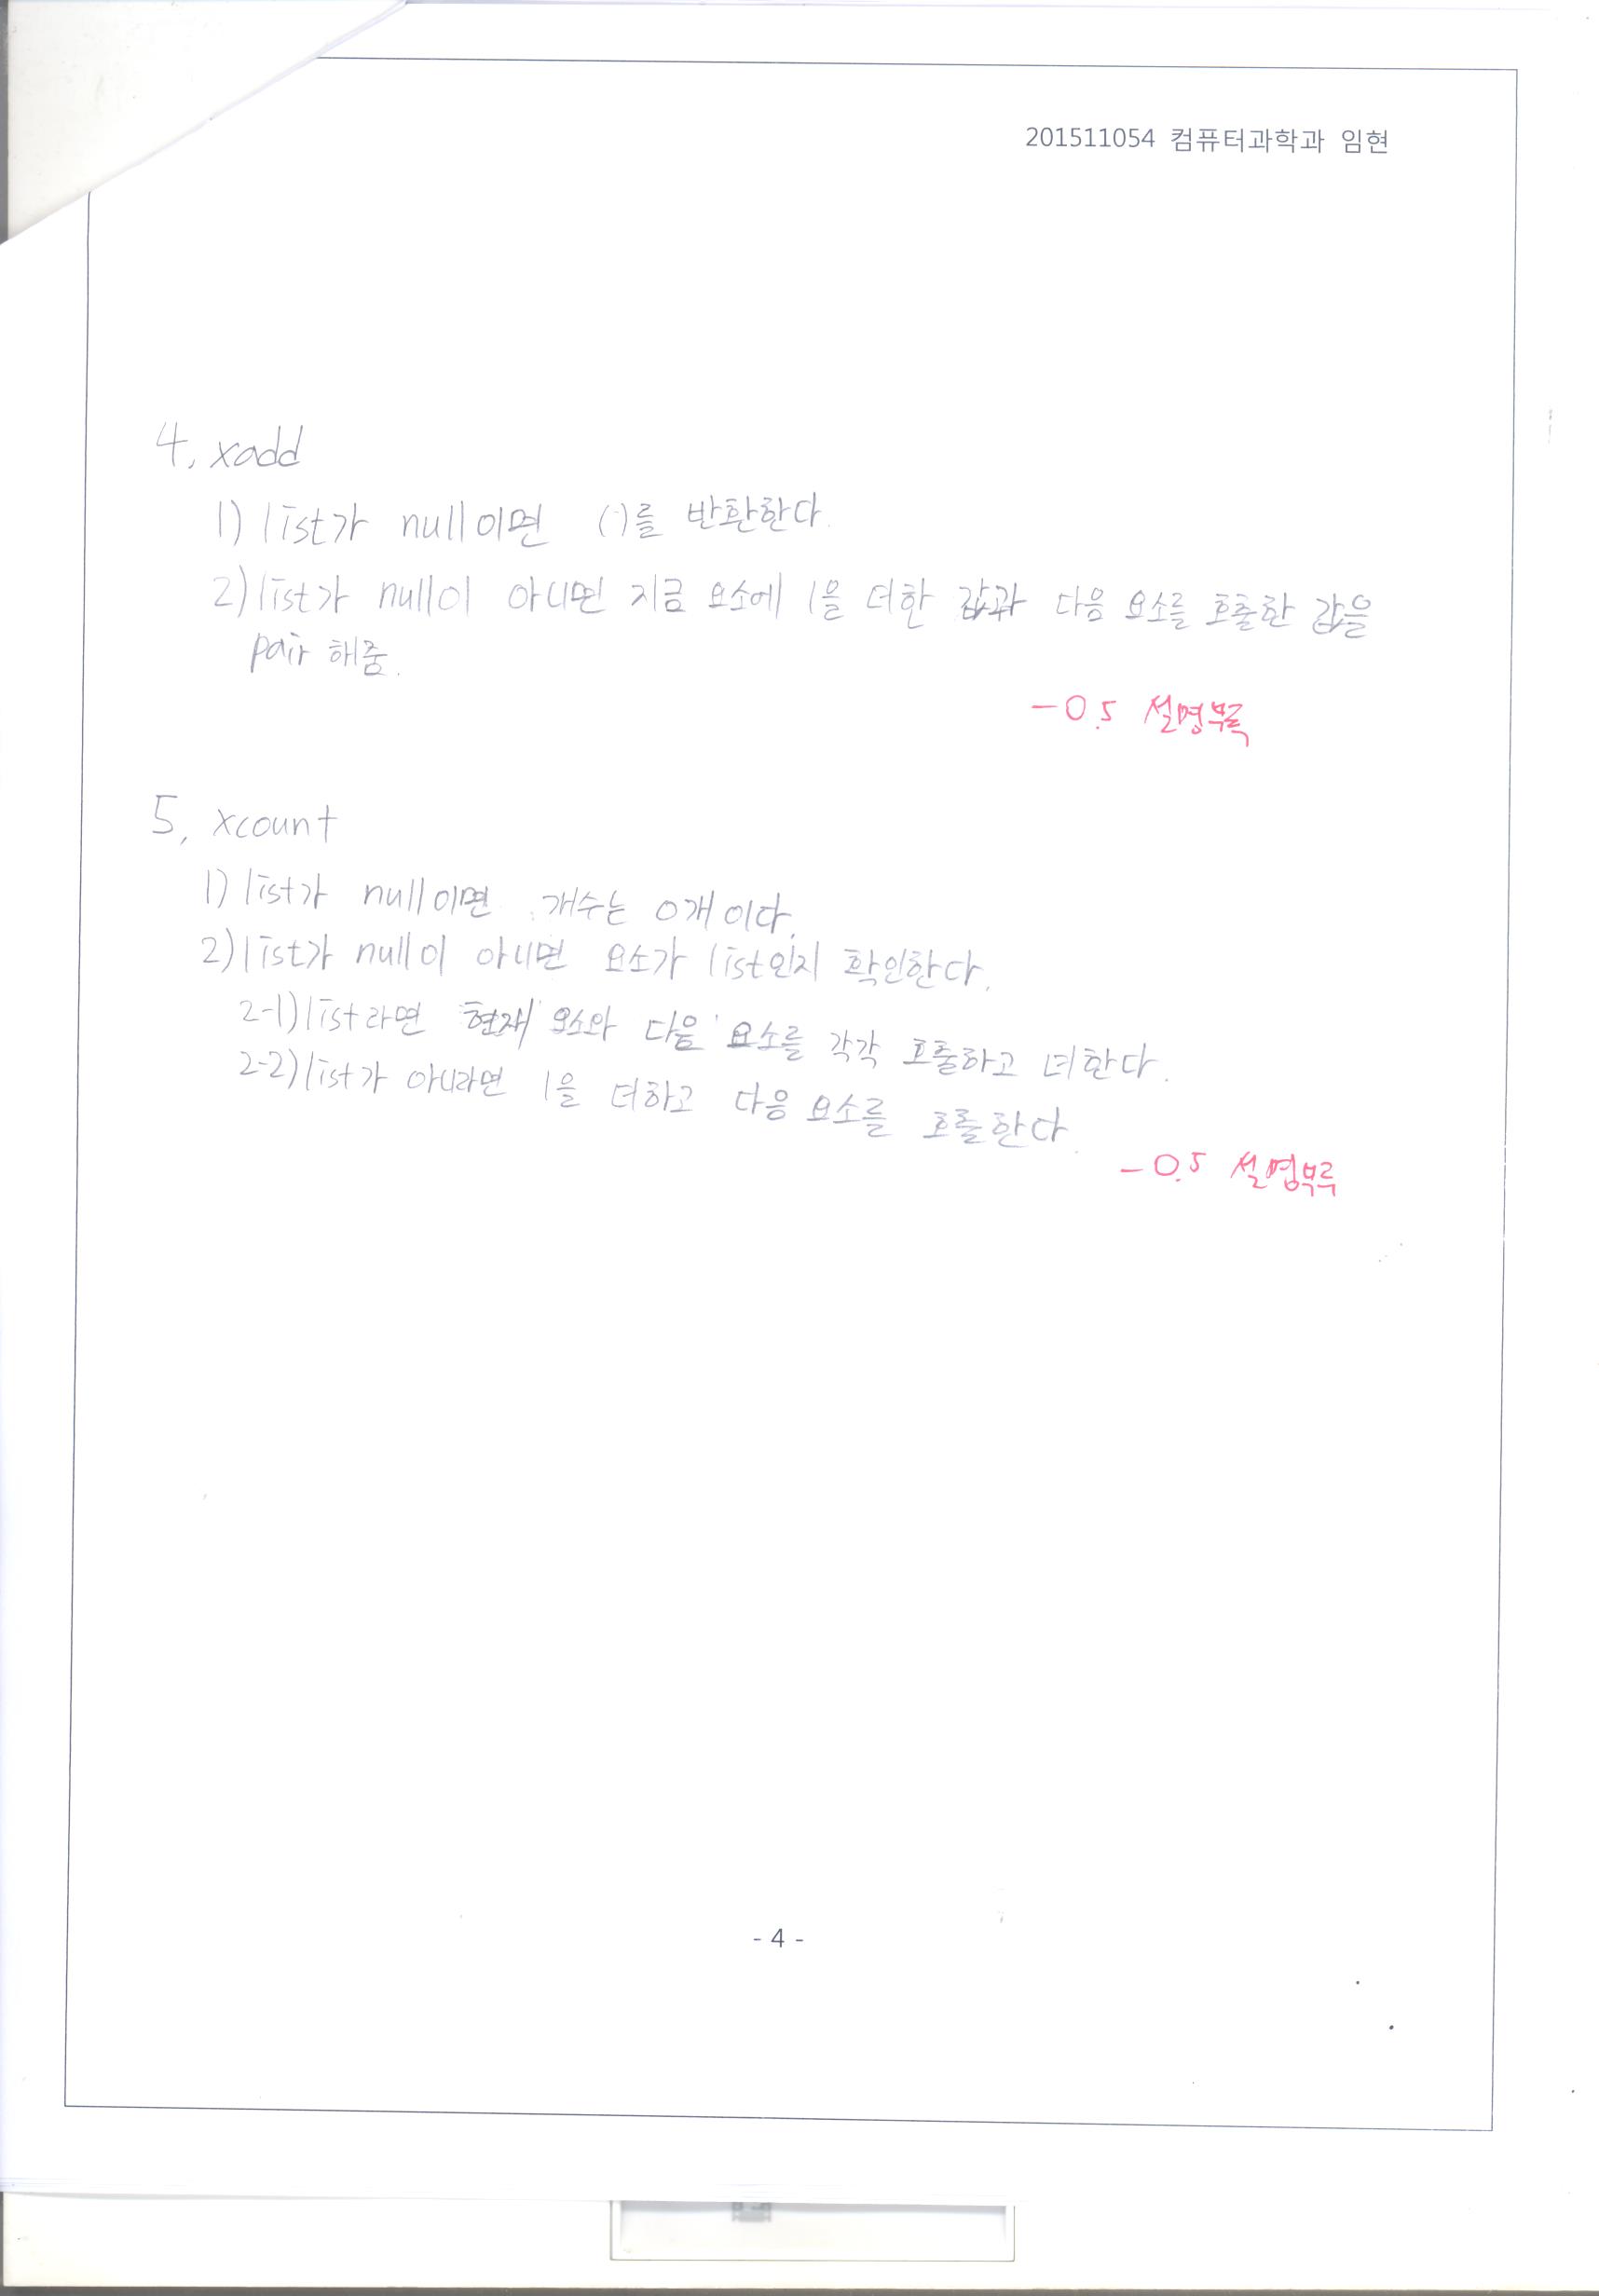 201511054 컴퓨터과학과 임현
4. xadd
1) list가 null이면 ()를 반환한다.
2) list가 null이 아니면 지금 요소에 1을 더한 값과 다음 요소를 호출한 값을
pair 해줌.
-0.5 설명부족
5. xcount
1) list가 null이면 개수는 0개이다.
2) list가 null이 아니면 요소가 list인지 확인한다.
2-1) list라면 현재 요소와 다음 요소를 각각 호출하고 더한다.
2-2) list가 아니라면 1을 더하고 다음 요소를 호출한다
-0.5 설명부족
- 4 -